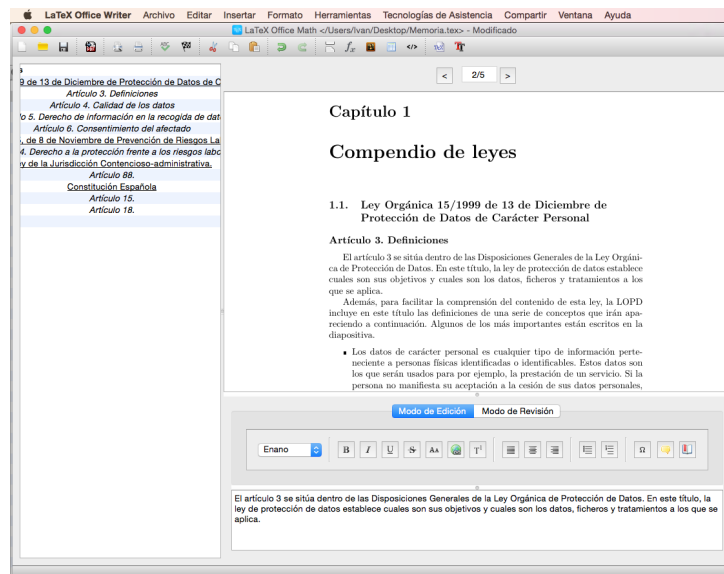 LaTeX Office Writer Archivo Editar Insertar Formato Herramientas Tecnologías de Asistencia Compartir Ventana Ayuda
LaTeX Office Math </Users/Ivan/Desktop/Memoria.tex> - Modificado
9 de 13 de Diciembre de Protección de Datos de C
Artículo 3. Definiciones
Artículo 4. Calidad de los datos
lo 5. Derecho de información en la recogida de dat
Artículo 6. Consentimiento del afectado
, de 8 de Noviembre de Prevención de Riesgos La
4. Derecho a la protección frente a los riesgos labo
y de la Jurisdicción Contencioso-administrativa.
Artículo 88.
Constitución Española
Artículo 15.
Artículo 18.
< 2/5 >
Capítulo 1
Compendio de leyes
1.1. Ley Orgánica 15/1999 de 13 de Diciembre de
Protección de Datos de Carácter Personal
Artículo 3. Definiciones
El artículo 3 se sitúa dentro de las Disposiciones Generales de la Ley Orgáni-
ca de Protección de Datos. En este título, la ley de protección de datos establece
cuales son sus objetivos y cuales son los datos, ficheros y tratamientos a los
que se aplica.
Además, para facilitar la comprensión del contenido de esta ley, la LOPD
incluye en este título las definiciones de una serie de conceptos que irán apa-
reciendo a continuación. Algunos de los más importantes están escritos en la
diapositiva.
Los datos de carácter personal es cualquier tipo de información perte-
neciente a personas físicas identificadas o identificables. Estos datos son
los que serán usados para por ejemplo, la prestación de un servicio. Si la
persona no manifiesta su aceptación a la cesión de sus datos personales,
Modo de Edición Modo de Revisión
Enano B I U S AA T Ω
El artículo 3 se sitúa dentro de las Disposiciones Generales de la Ley Orgánica de Protección de Datos. En este título, la
ley de protección de datos establece cuales son sus objetivos y cuales son los datos, ficheros y tratamientos a los que se
aplica.